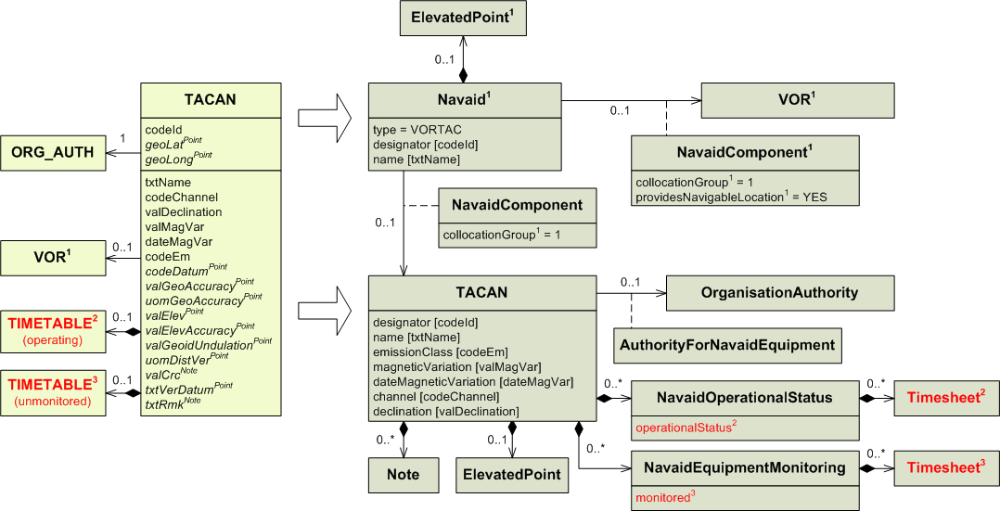 ElevatedPoint¹
0..1
TACAN
codeId
geoLatᴾᵒⁱⁿᵗ
geoLongᴾᵒⁱⁿᵗ
txtName
codeChannel
valDeclination
valMagVar
dateMagVar
codeEm
codeDatumᴾᵒⁱⁿᵗ
valGeoAccuracyᴾᵒⁱⁿᵗ
uomGeoAccuracyᴾᵒⁱⁿᵗ
valElevᴾᵒⁱⁿᵗ
valElevAccuracyᴾᵒⁱⁿᵗ
valGeoidUndulationᴾᵒⁱⁿᵗ
uomDistVerᴾᵒⁱⁿᵗ
valCrcᴺᵒᵗᵉ
txtVerDatumᴾᵒⁱⁿᵗ
txtRmkᴺᵒᵗᵉ
1
ORG_AUTH
0..1
VOR¹
0..1
TIMETABLE²
(operating)
0..1
TIMETABLE³
(unmonitored)
Navaid¹
type = VORTAC
designator [codeId]
name [txtName]
0..1
VOR¹
NavaidComponent¹
collocationGroup¹ = 1
providesNavigableLocation¹ = YES
0..1
NavaidComponent
collocationGroup¹ = 1
TACAN
designator [codeId]
name [txtName]
emissionClass [codeEm]
magneticVariation [valMagVar]
dateMagneticVariation [dateMagVar]
channel [codeChannel]
declination [valDeclination]
0..1
OrganisationAuthority
AuthorityForNavaidEquipment
0..*
NavaidOperationalStatus
operationalStatus²
0..*
Timesheet²
0..*
Note
0..1
ElevatedPoint
0..*
NavaidEquipmentMonitoring
monitored³
0..*
Timesheet³